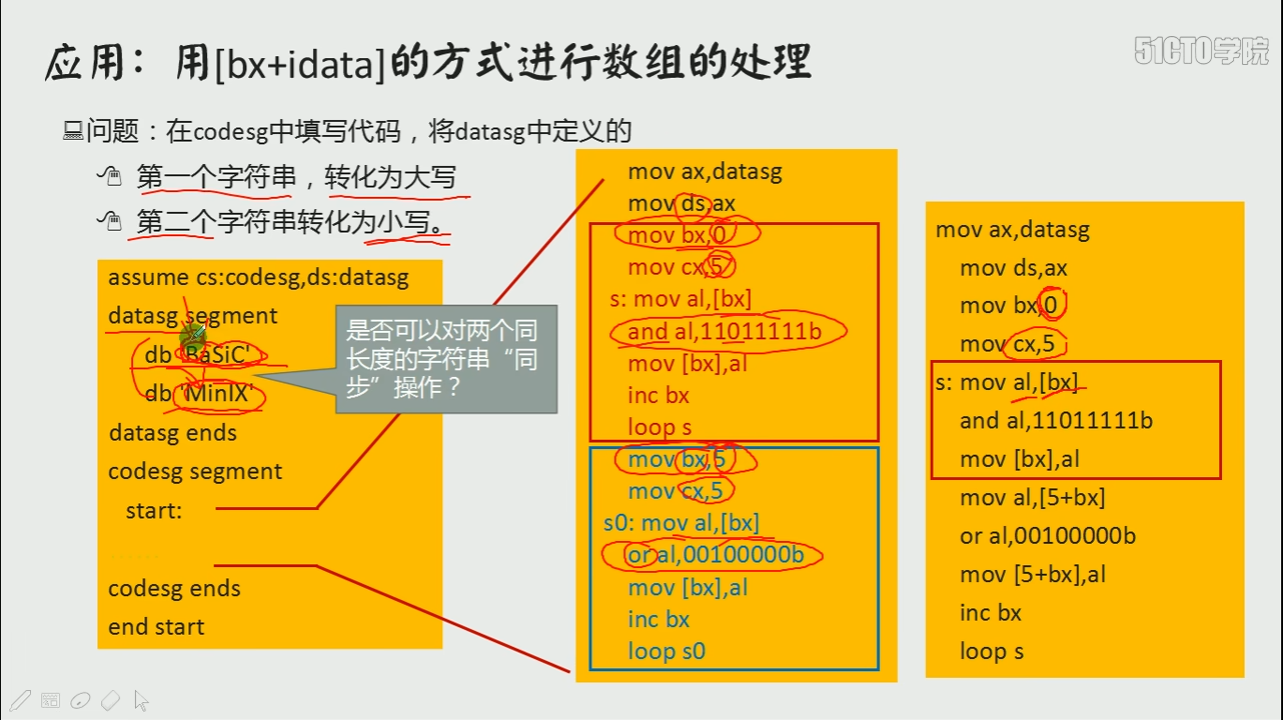 应用：用[bx+idata]的方式进行数组的处理
51CTO学院
问题：在codesg中填写代码，将datasg中定义的
第一个字符串，转化为大写
第二个字符串转化为小写。
assume cs:codesg,ds:datasg
datasg segment
db 'BaSiC'
db 'MinIX'
datasg ends
codesg segment
start:
……
codesg ends
end start
是否可以对两个同
长度的字符串“同
步”操作？
mov ax,datasg
mov ds,ax
mov bx,0
mov cx,5
s: mov al,[bx]
and al,11011111b
mov [bx],al
inc bx
loop s
mov bx,5
mov cx,5
s0: mov al,[bx]
or al,00100000b
mov [bx],al
inc bx
loop s0
mov ax,datasg
mov ds,ax
mov bx,0
mov cx,5
s: mov al,[bx]
and al,11011111b
mov [bx],al
mov al,[5+bx]
or al,00100000b
mov [5+bx],al
inc bx
loop s